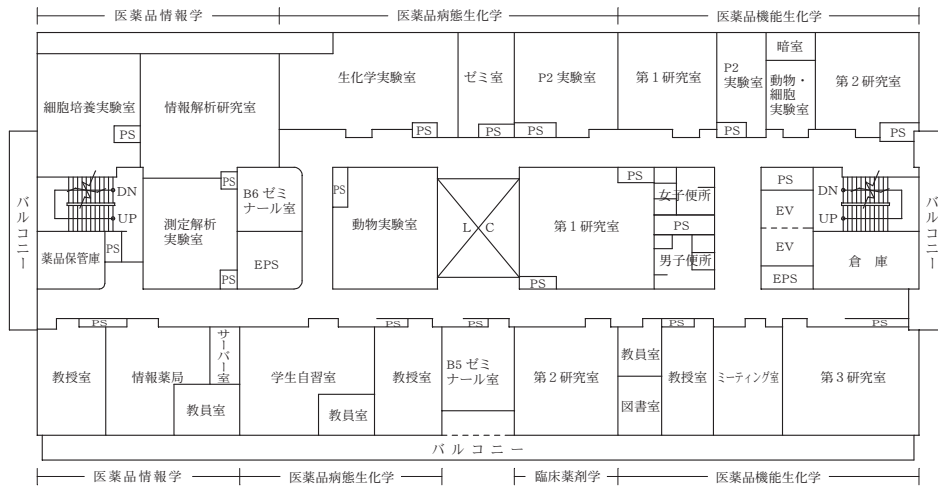 医薬品情報学
医薬品病態生化学
医薬品機能生化学
細胞培養実験室
PS
情報解析研究室
生化学実験室
PS
ゼミ室
PS
P2 実験室
PS
第1研究室
P2
実験室
PS
暗室
動物・
細胞
実験室
第2研究室
PS
バルコニー
DN
UP
薬品保管庫
PS
測定解析
実験室
PS
PS
B6 ゼミ
ナール室
EPS
PS
動物実験室
L C
第1研究室
PS
PS
女子便所
PS
男子便所
PS
EV
EV
EPS
DN
UP
倉 庫
バルコニー
教授室
PS
情報薬局
サーバー室
教員室
学生自習室
教員室
PS
教授室
PS
B5 ゼミ
ナール室
第2研究室
教員室
図書室
PS
教授室
ミーティング室
PS
第3研究室
バルコニー
医薬品情報学
医薬品病態生化学
臨床薬剤学
医薬品機能生化学